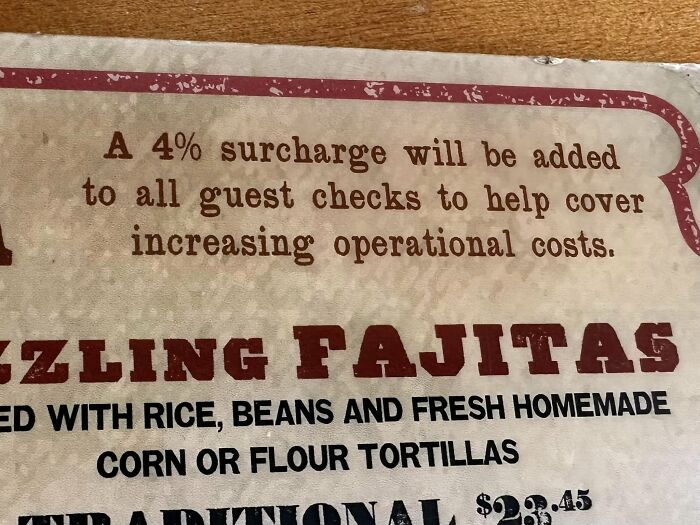 A 4% surcharge will be added
to all guest checks to help cover
increasing operational costs.
ZZLING FAJITAS
ED WITH RICE, BEANS AND FRESH HOMEMADE
CORN OR FLOUR TORTILLAS
TRADITIONAL $23.45